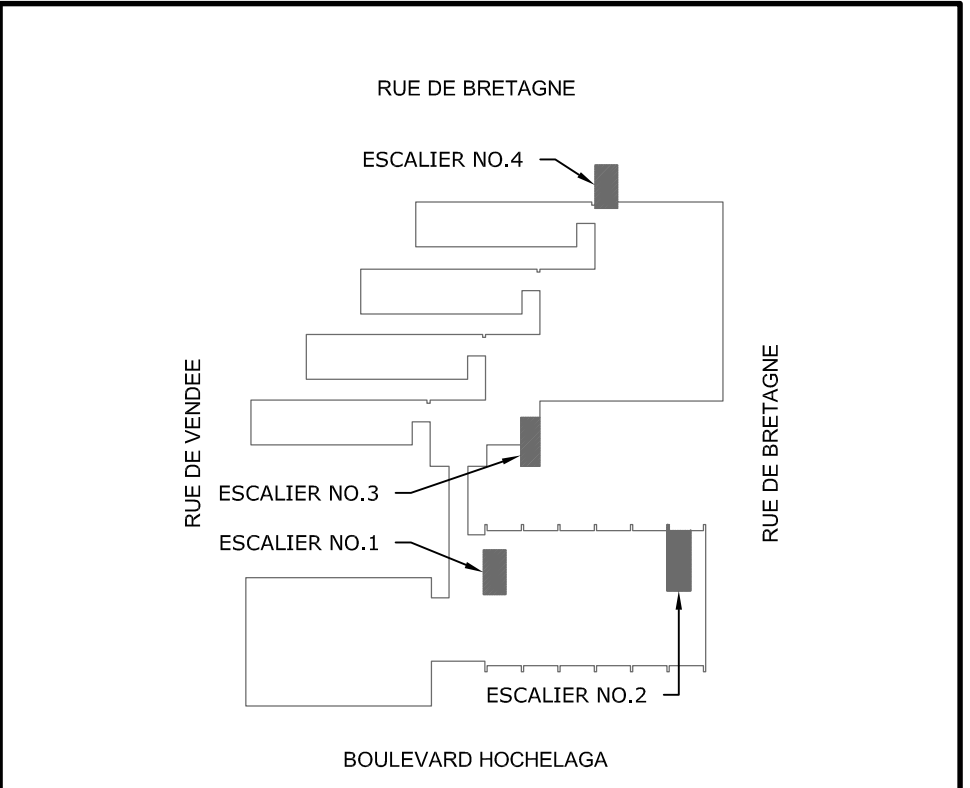 RUE DE BRETAGNE
ESCALIER NO.4
RUE DE VENDEE
RUE DE BRETAGNE
ESCALIER NO.3
ESCALIER NO.1
ESCALIER NO.2
BOULEVARD HOCHELAGA